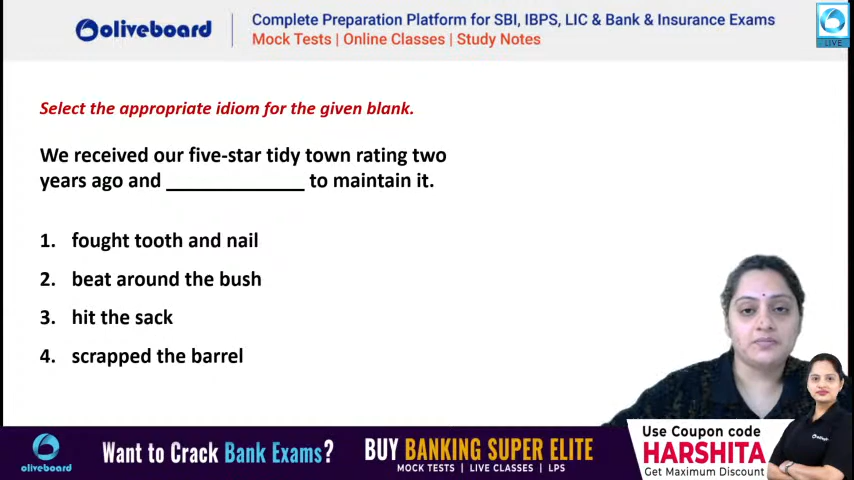 oliveboard
Complete Preparation Platform for SBI, IBPS, LIC & Bank & Insurance Exams
Mock Tests | Online Classes | Study Notes
LIVE
Select the appropriate idiom for the given blank.
We received our five-star tidy town rating two
years ago and _____________ to maintain it.
1. fought tooth and nail
2. beat around the bush
3. hit the sack
4. scrapped the barrel
oliveboard
Want to Crack Bank Exams?
BUY BANKING SUPER ELITE
MOCK TESTS | LIVE CLASSES | LPS
Use Coupon code
HARSHITA
Get Maximum Discount